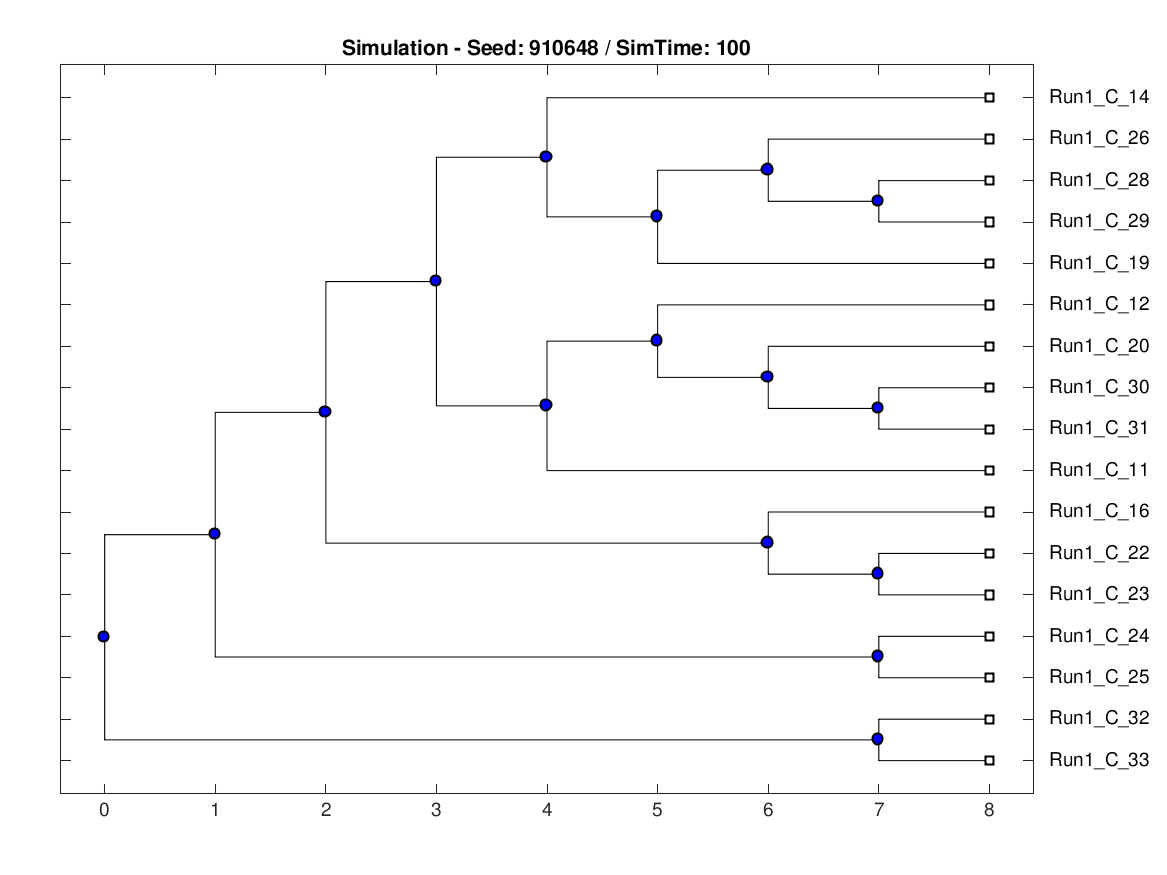 Simulation - Seed: 910648 / SimTime: 100
Run1_C_14
Run1_C_26
Run1_C_28
Run1_C_29
Run1_C_19
Run1_C_12
Run1_C_20
Run1_C_30
Run1_C_31
Run1_C_11
Run1_C_16
Run1_C_22
Run1_C_23
Run1_C_24
Run1_C_25
Run1_C_32
Run1_C_33
0 1 2 3 4 5 6 7 8